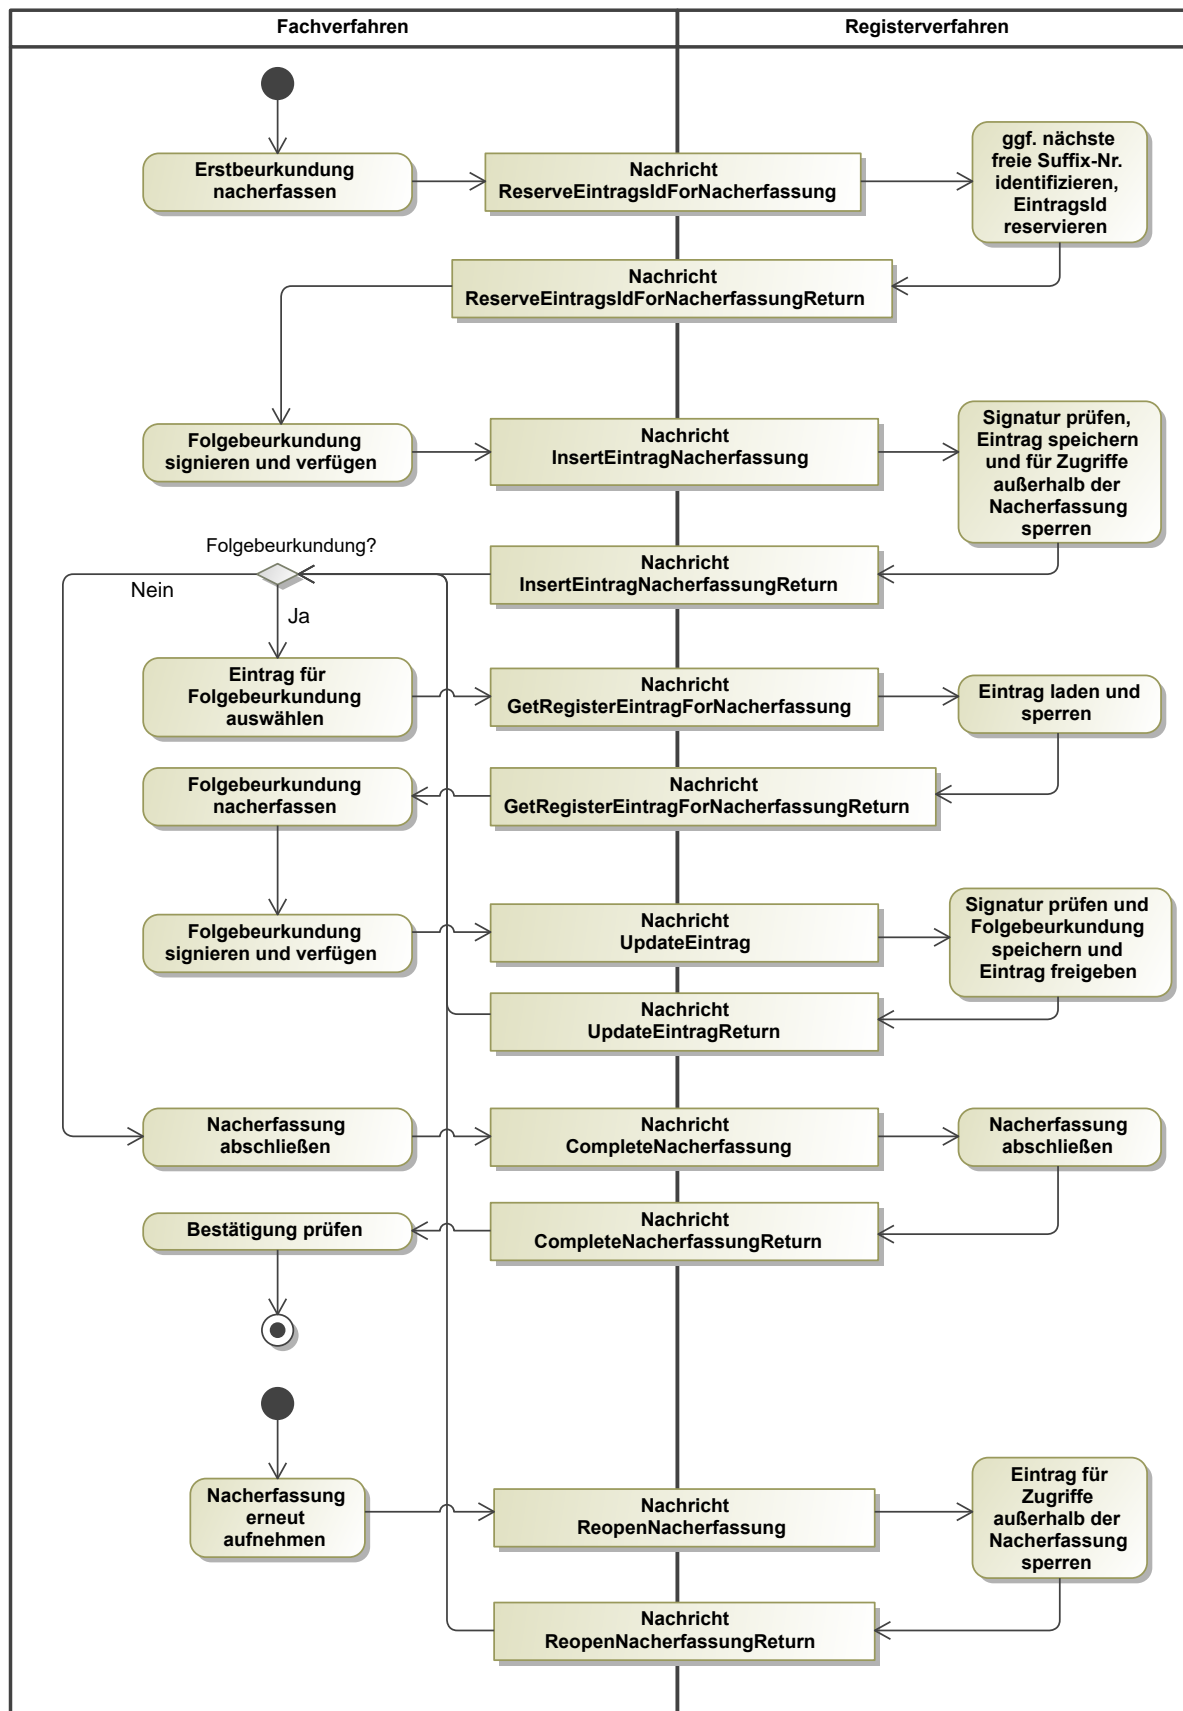 Fachverfahren
Registerverfahren
Erstbeurkundung
nacherfassen
Nachricht
ReserveEintragsIdForNacherfassung
ggf. nächste
freie Suffix-Nr.
identifizieren,
EintragsId
reservieren
Nachricht
ReserveEintragsIdForNacherfassungReturn
Folgebeurkundung
signieren und verfügen
Nachricht
InsertEintragNacherfassung
Signatur prüfen,
Eintrag speichern
und für Zugriffe
außerhalb der
Nacherfassung
sperren
Folgebeurkundung?
Nachricht
InsertEintragNacherfassungReturn
Nein
Ja
Eintrag für
Folgebeurkundung
auswählen
Nachricht
GetRegisterEintragForNacherfassung
Eintrag laden und
sperren
Folgebeurkundung
nacherfassen
Nachricht
GetRegisterEintragForNacherfassungReturn
Folgebeurkundung
signieren und verfügen
Nachricht
UpdateEintrag
Signatur prüfen und
Folgebeurkundung
speichern und
Eintrag freigeben
Nachricht
UpdateEintragReturn
Nacherfassung
abschließen
Nachricht
CompleteNacherfassung
Nacherfassung
abschließen
Bestätigung prüfen
Nachricht
CompleteNacherfassungReturn
Nacherfassung
erneut
aufnehmen
Nachricht
ReopenNacherfassung
Eintrag für
Zugriffe
außerhalb der
Nacherfassung
sperren
Nachricht
ReopenNacherfassungReturn